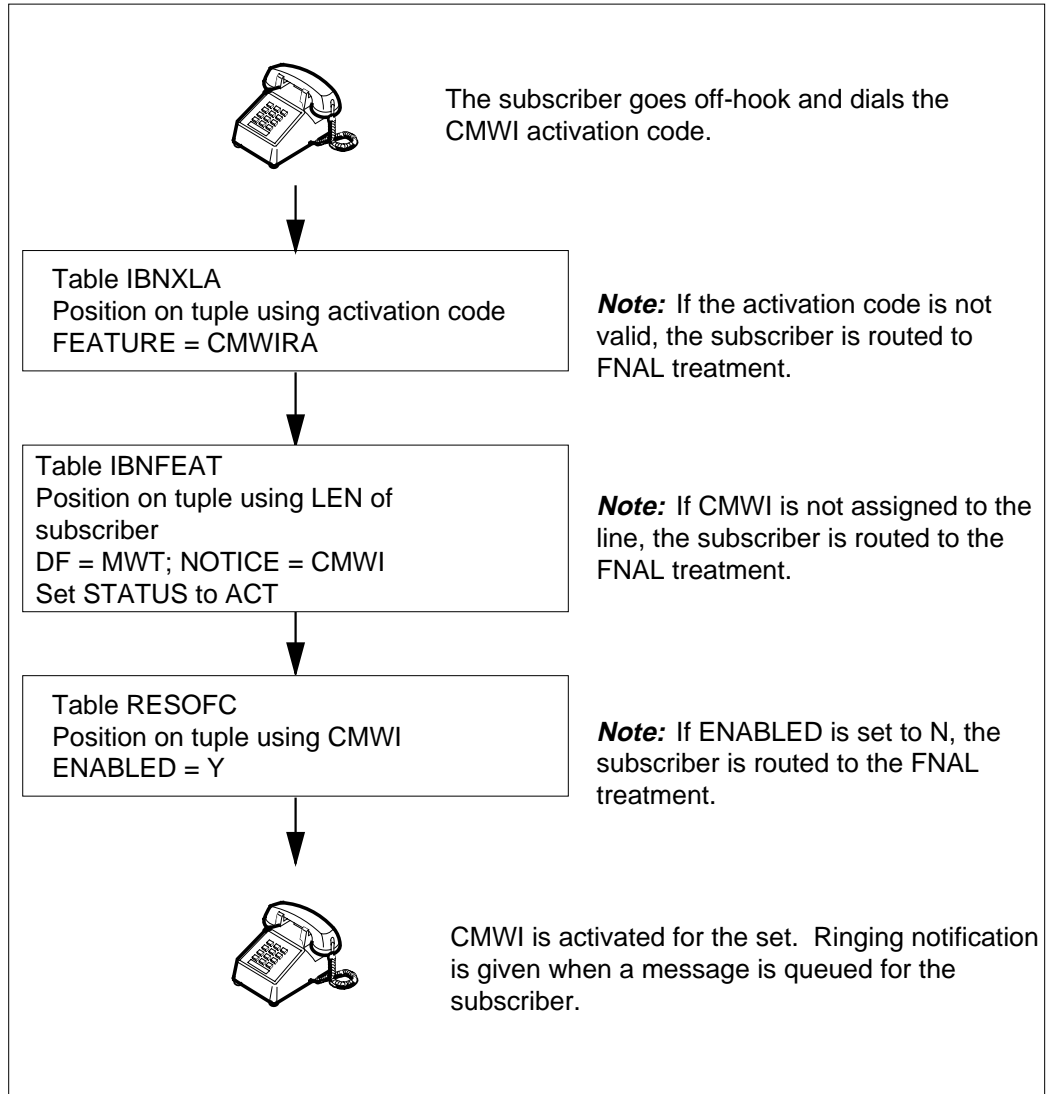 The subscriber goes off-hook and dials the
CMWI activation code.
Table IBNXLA
Position on tuple using activation code
FEATURE = CMWIRA
Note: If the activation code is not
valid, the subscriber is routed to
FNAL treatment.
Table IBNFEAT
Position on tuple using LEN of
subscriber
DF = MWT; NOTICE = CMWI
Set STATUS to ACT
Note: If CMWI is not assigned to the
line, the subscriber is routed to the
FNAL treatment.
Table RESOFC
Position on tuple using CMWI
ENABLED = Y
Note: If ENABLED is set to N, the
subscriber is routed to the FNAL
treatment.
CMWI is activated for the set.  Ringing notification
is given when a message is queued for the
subscriber.